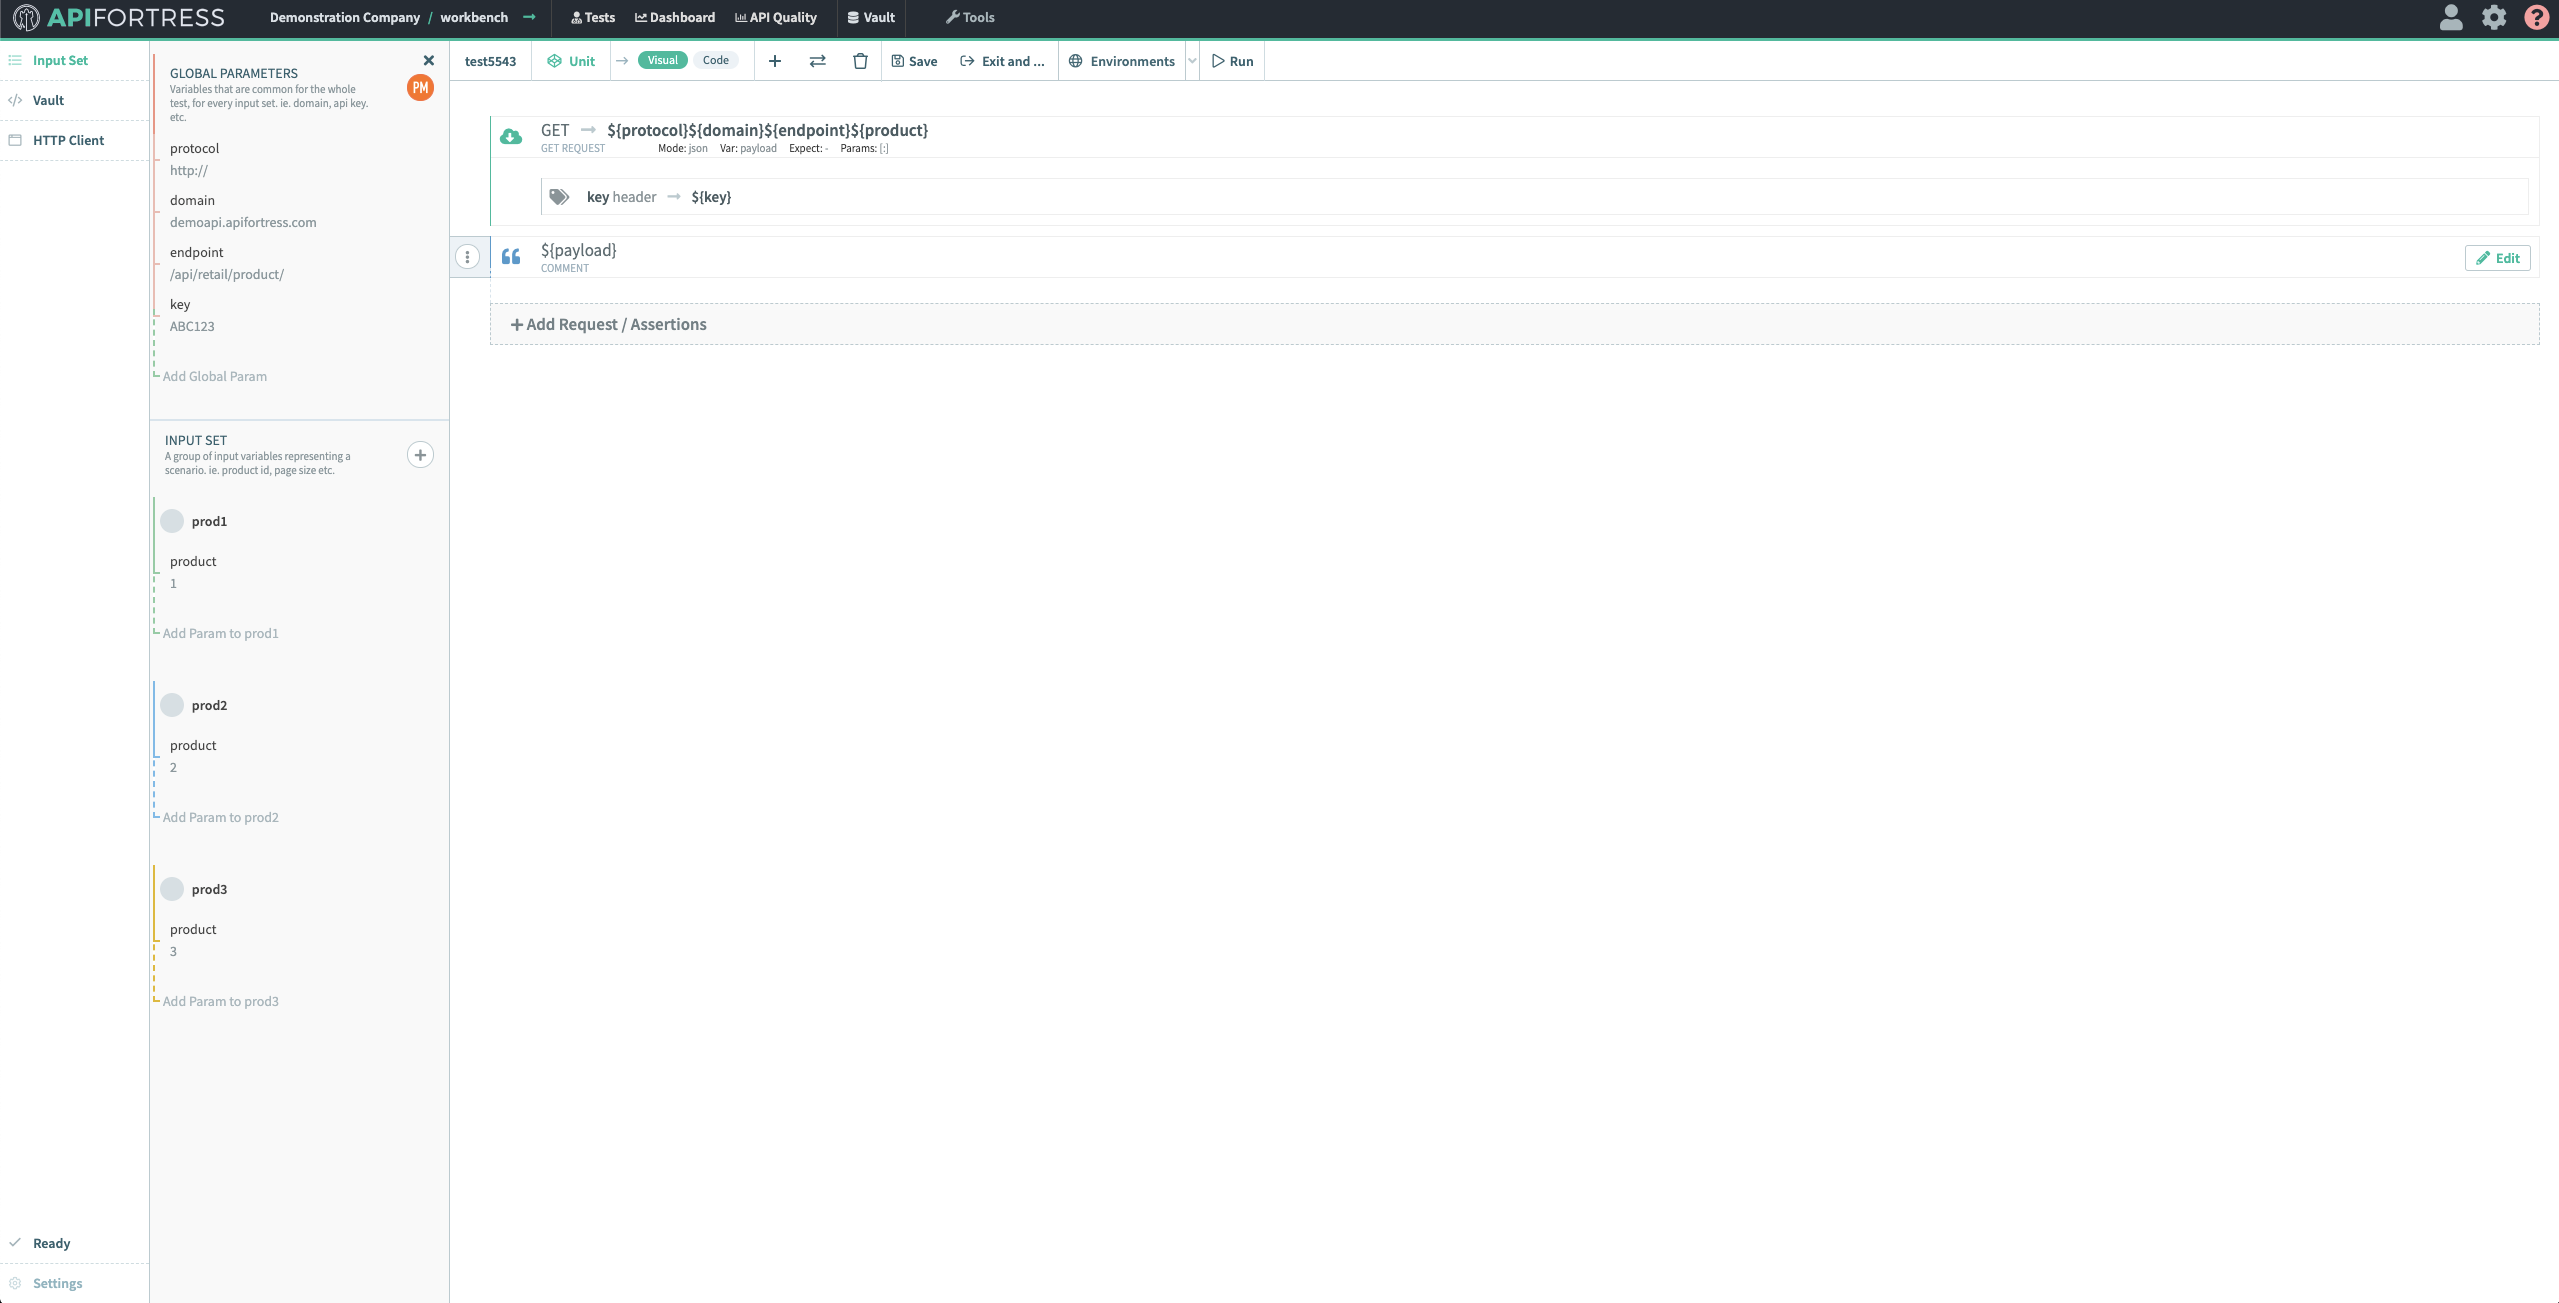 APIFORTRESS
Demonstration Company / workbench
Tests
Dashboard
API Quality
Vault
Tools
Input Set
Vault
HTTP Client
GLOBAL PARAMETERS
Variables that are common for the whole
test, for every input set. ie. domain, api key.
etc.
PM
protocol
http://
domain
demoapi.apifortress.com
endpoint
/api/retail/product/
key
ABC123
Add Global Param
INPUT SET
A group of input variables representing a
scenario. ie. product id, page size etc.
prod1
product
1
Add Param to prod1
prod2
product
2
Add Param to prod2
prod3
product
3
Add Param to prod3
Ready
Settings
test5543
Unit
Visual
Code
Save
Exit and ...
Environments
Run
GET → ${protocol}${domain}${endpoint}${product}
GET REQUEST Mode: json Var: payload Expect: - Params: [:]
key header → ${key}
${payload}
COMMENT
Edit
+ Add Request / Assertions